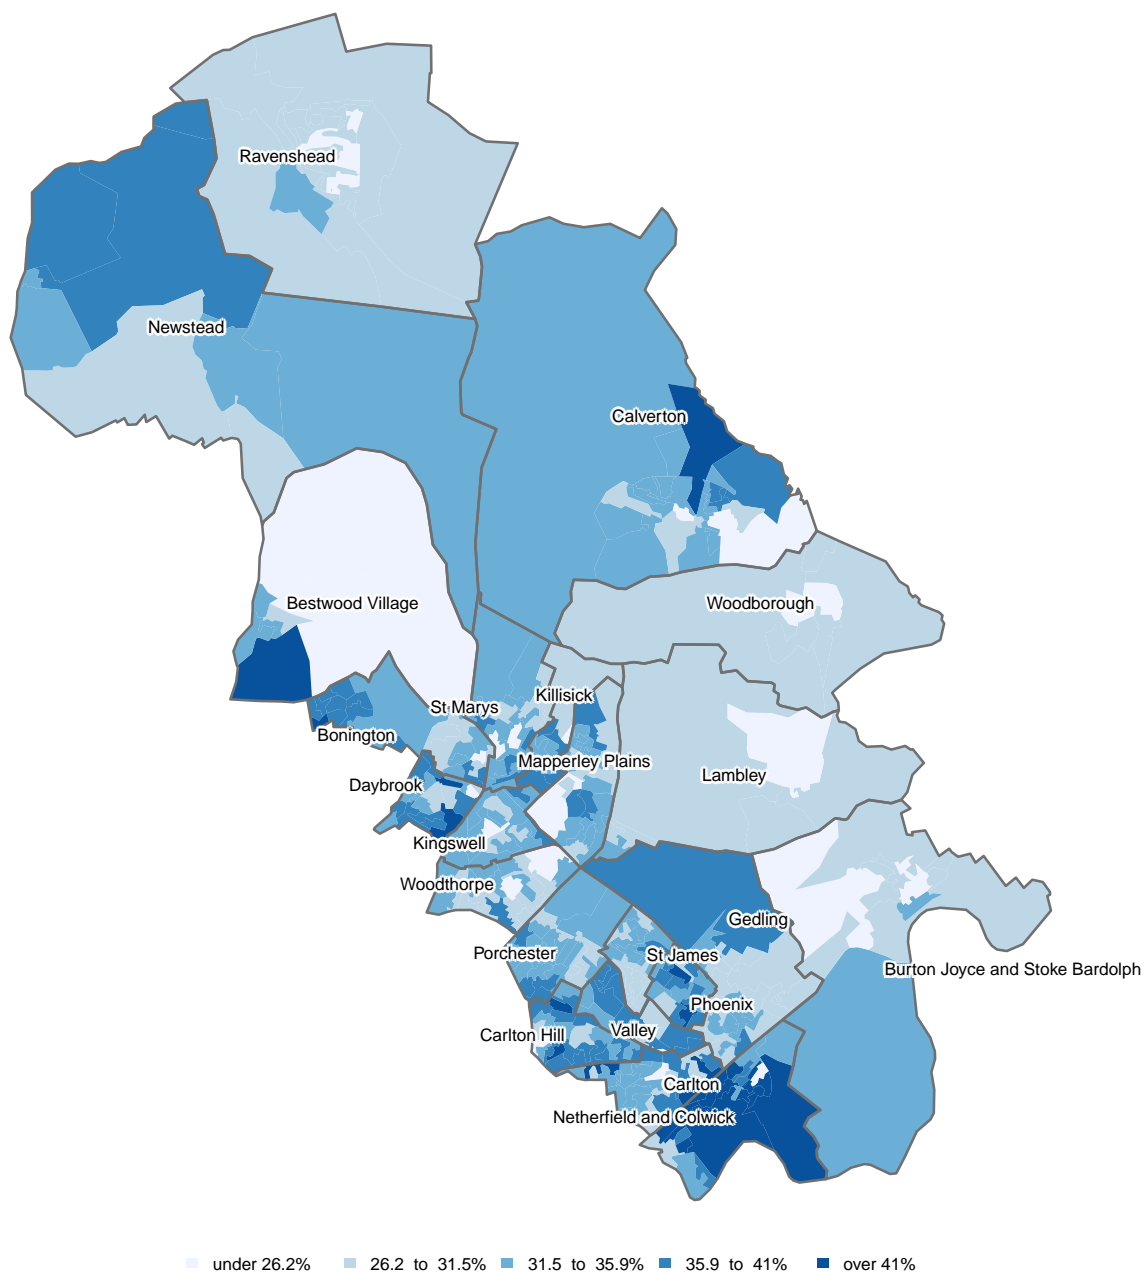 Ravenshead
Newstead
Calverton
Bestwood Village
Woodborough
Killisick
St Marys
Bonington
Mapperley Plains
Lambley
Daybrook
Kingswell
Woodthorpe
Gedling
Porchester
St James
Burton Joyce and Stoke Bardolph
Phoenix
Carlton Hill
Valley
Carlton
Netherfield and Colwick
under 26.2% 26.2 to 31.5% 31.5 to 35.9% 35.9 to 41% over 41%